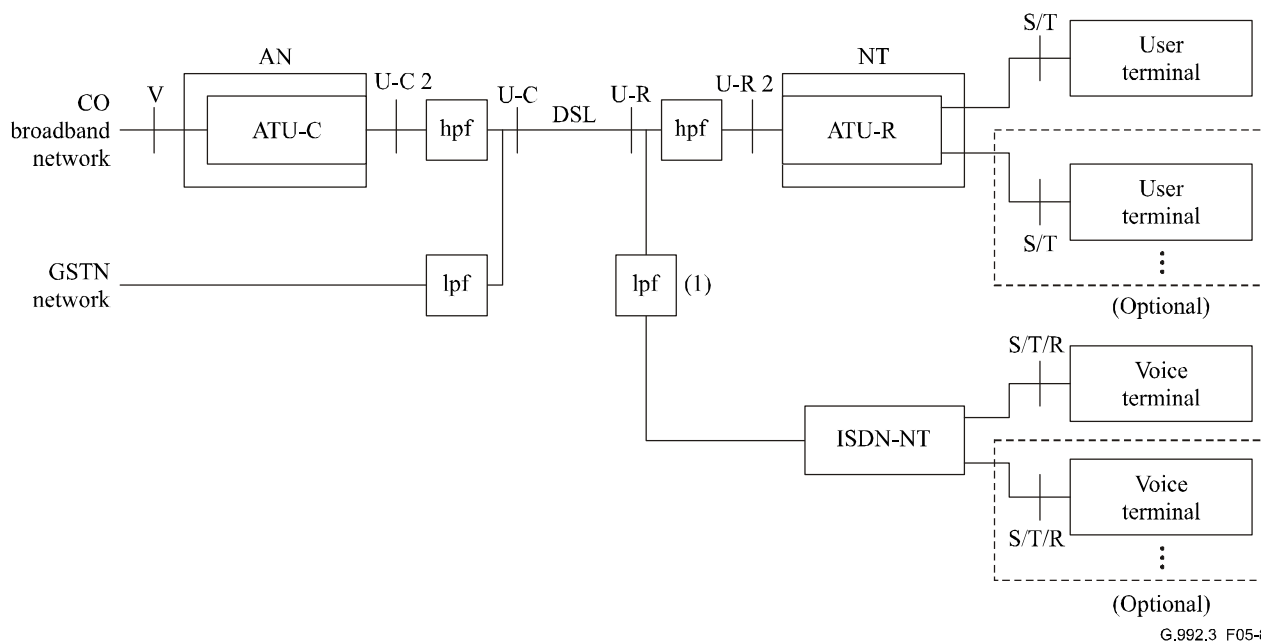 S/T
User
terminal
AN
NT
U-C 2
U-C
DSL
U-R
U-R 2
V
CO
broadband
network
ATU-C
hpf
hpf
ATU-R
User
terminal
S/T
GSTN
network
lpf
lpf
(1)
(Optional)
S/T/R
Voice
terminal
ISDN-NT
Voice
terminal
S/T/R
(Optional)